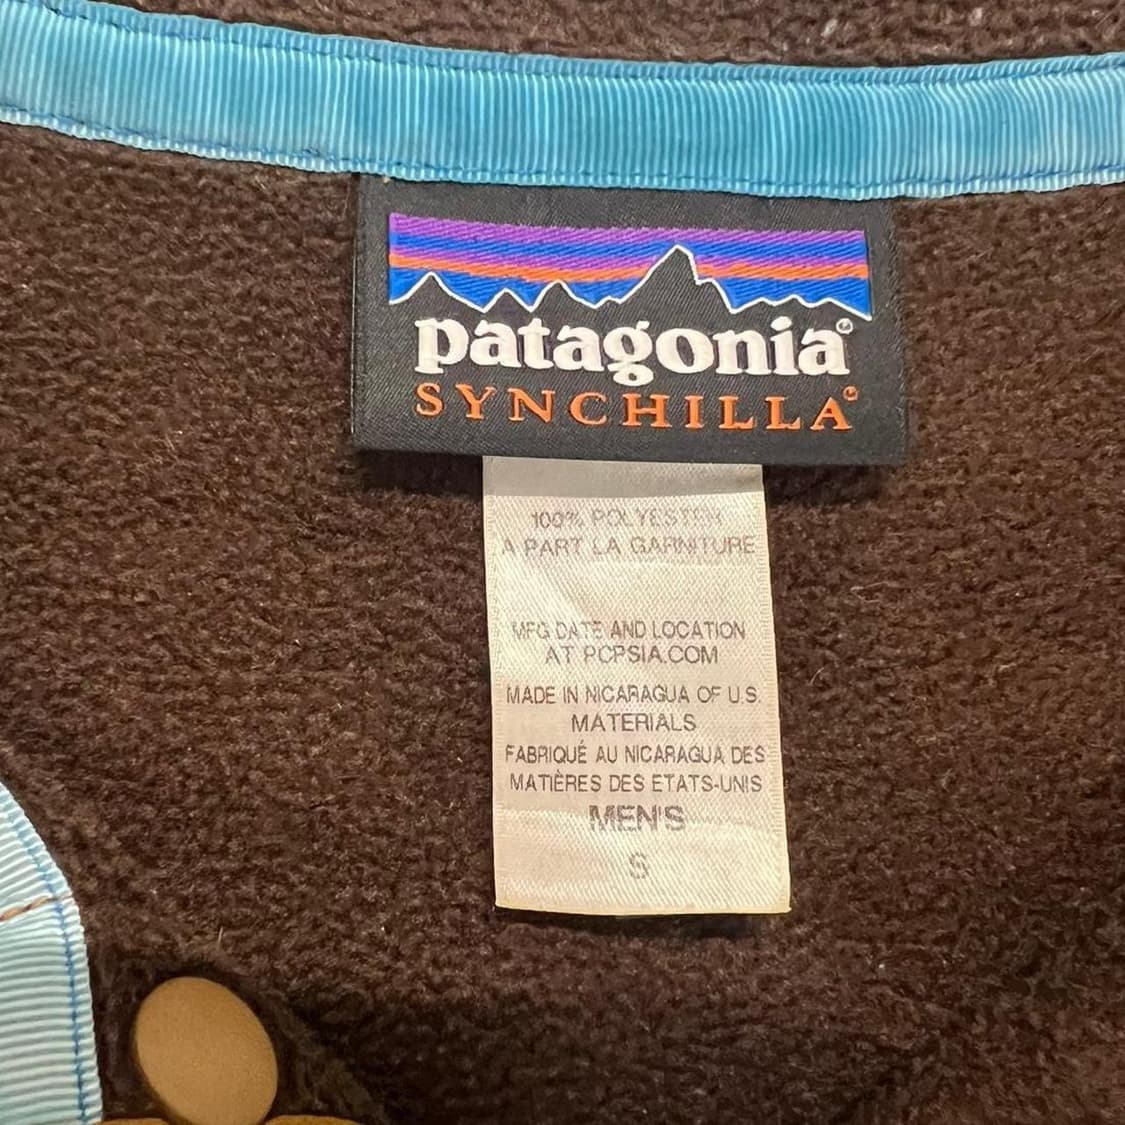 patagonia®
SYNCHILLA®
100% POLYESTER
A PART LA GARNITURE
MFG DATE AND LOCATION
AT PCPSIA.COM
MADE IN NICARAGUA OF U.S.
MATERIALS
FABRIQUÉ AU NICARAGUA DES
MATIÈRES DES ETATS-UNIS
MEN'S
S